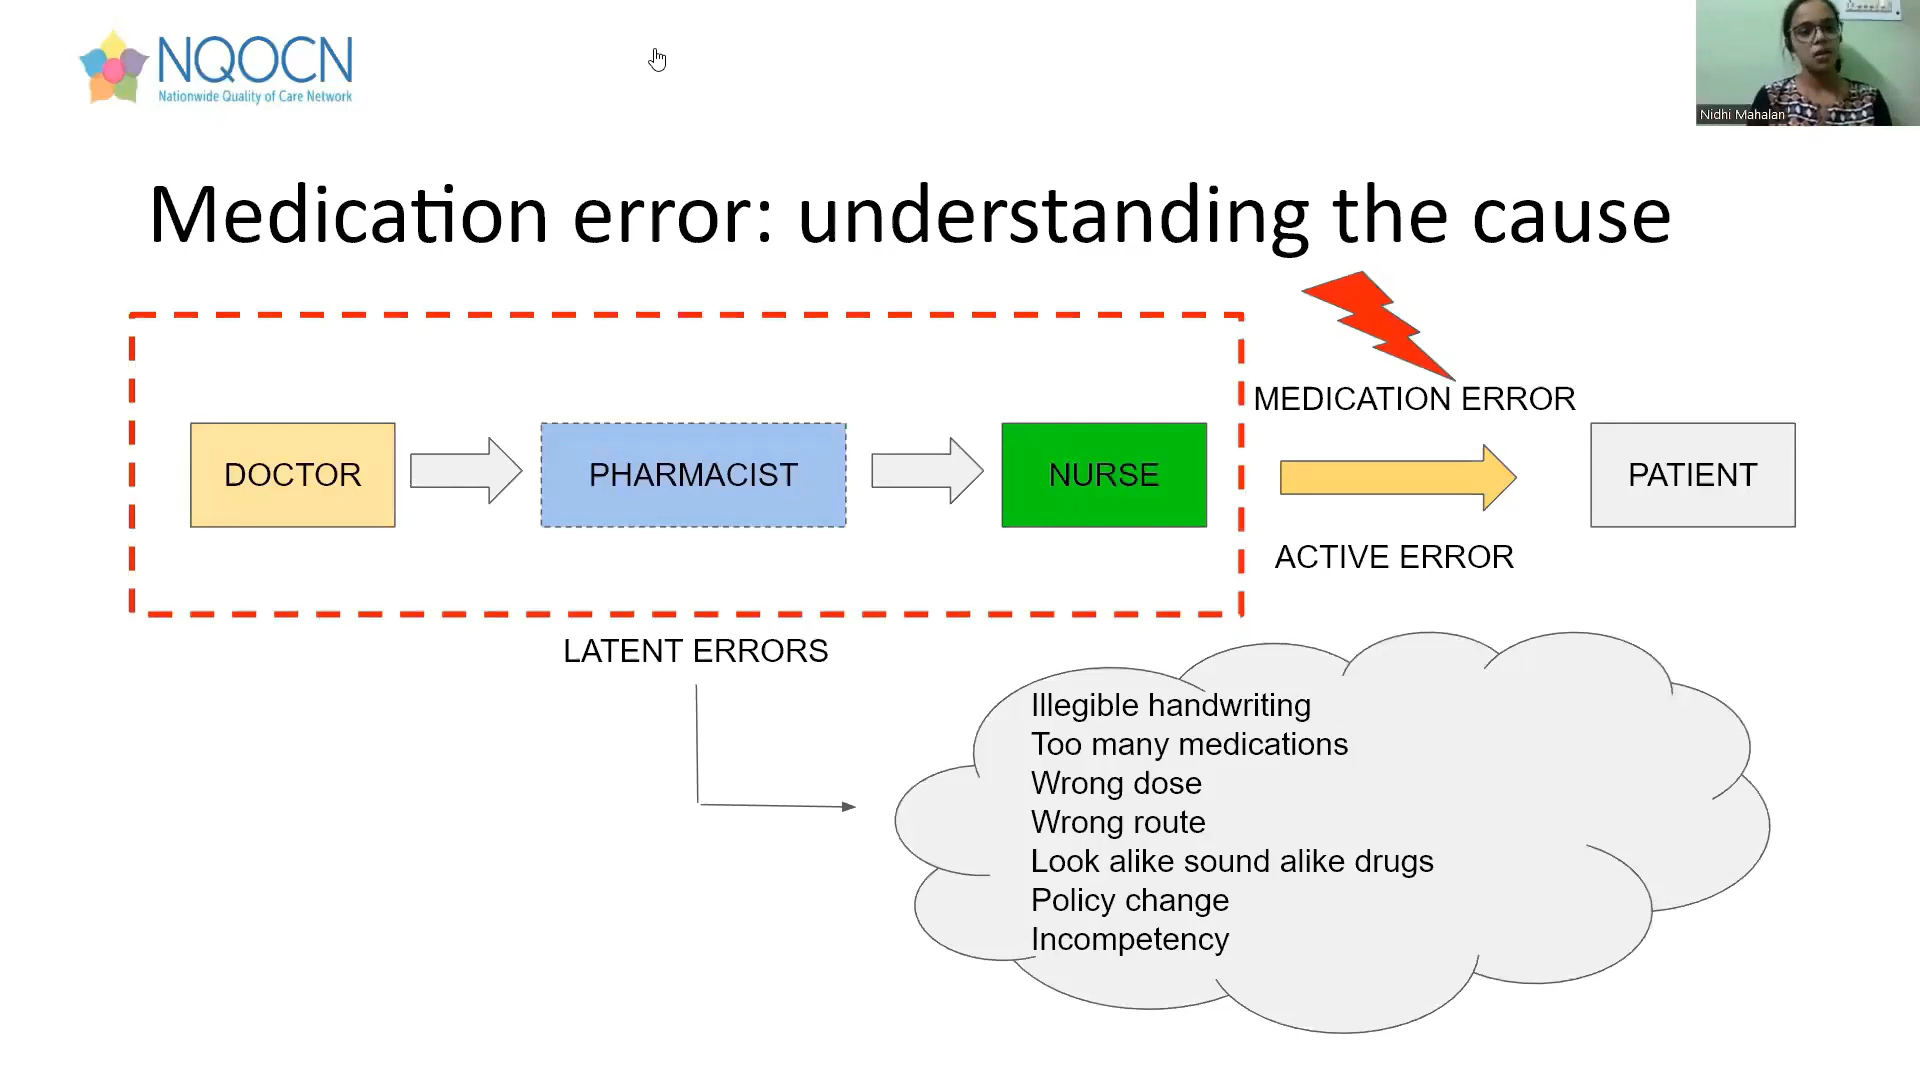 NQOCN
Nationwide Quality of Care Network
Nidhi Mahalan
Medication error: understanding the cause
MEDICATION ERROR
DOCTOR
PHARMACIST
NURSE
PATIENT
ACTIVE ERROR
LATENT ERRORS
Illegible handwriting
Too many medications
Wrong dose
Wrong route
Look alike sound alike drugs
Policy change
Incompetency